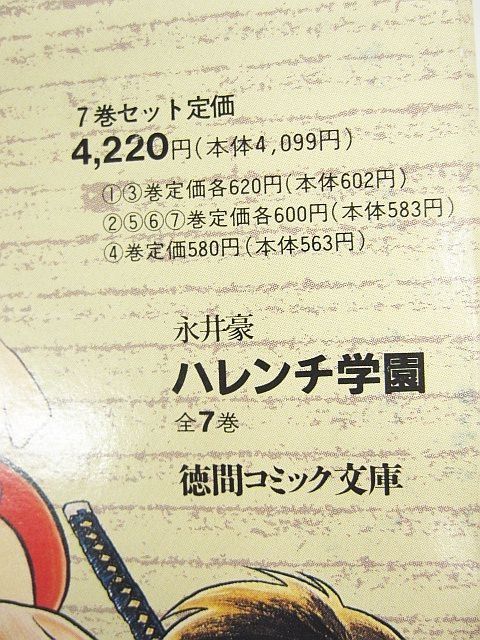 7巻セット定価
4,220円(本体4,099円)
①③巻定価各620円(本体602円)
②⑤⑥⑦巻定価各600円(本体583円)
④巻定価580円(本体563円)
永井豪
ハレンチ学園
全7巻
徳間コミック文庫